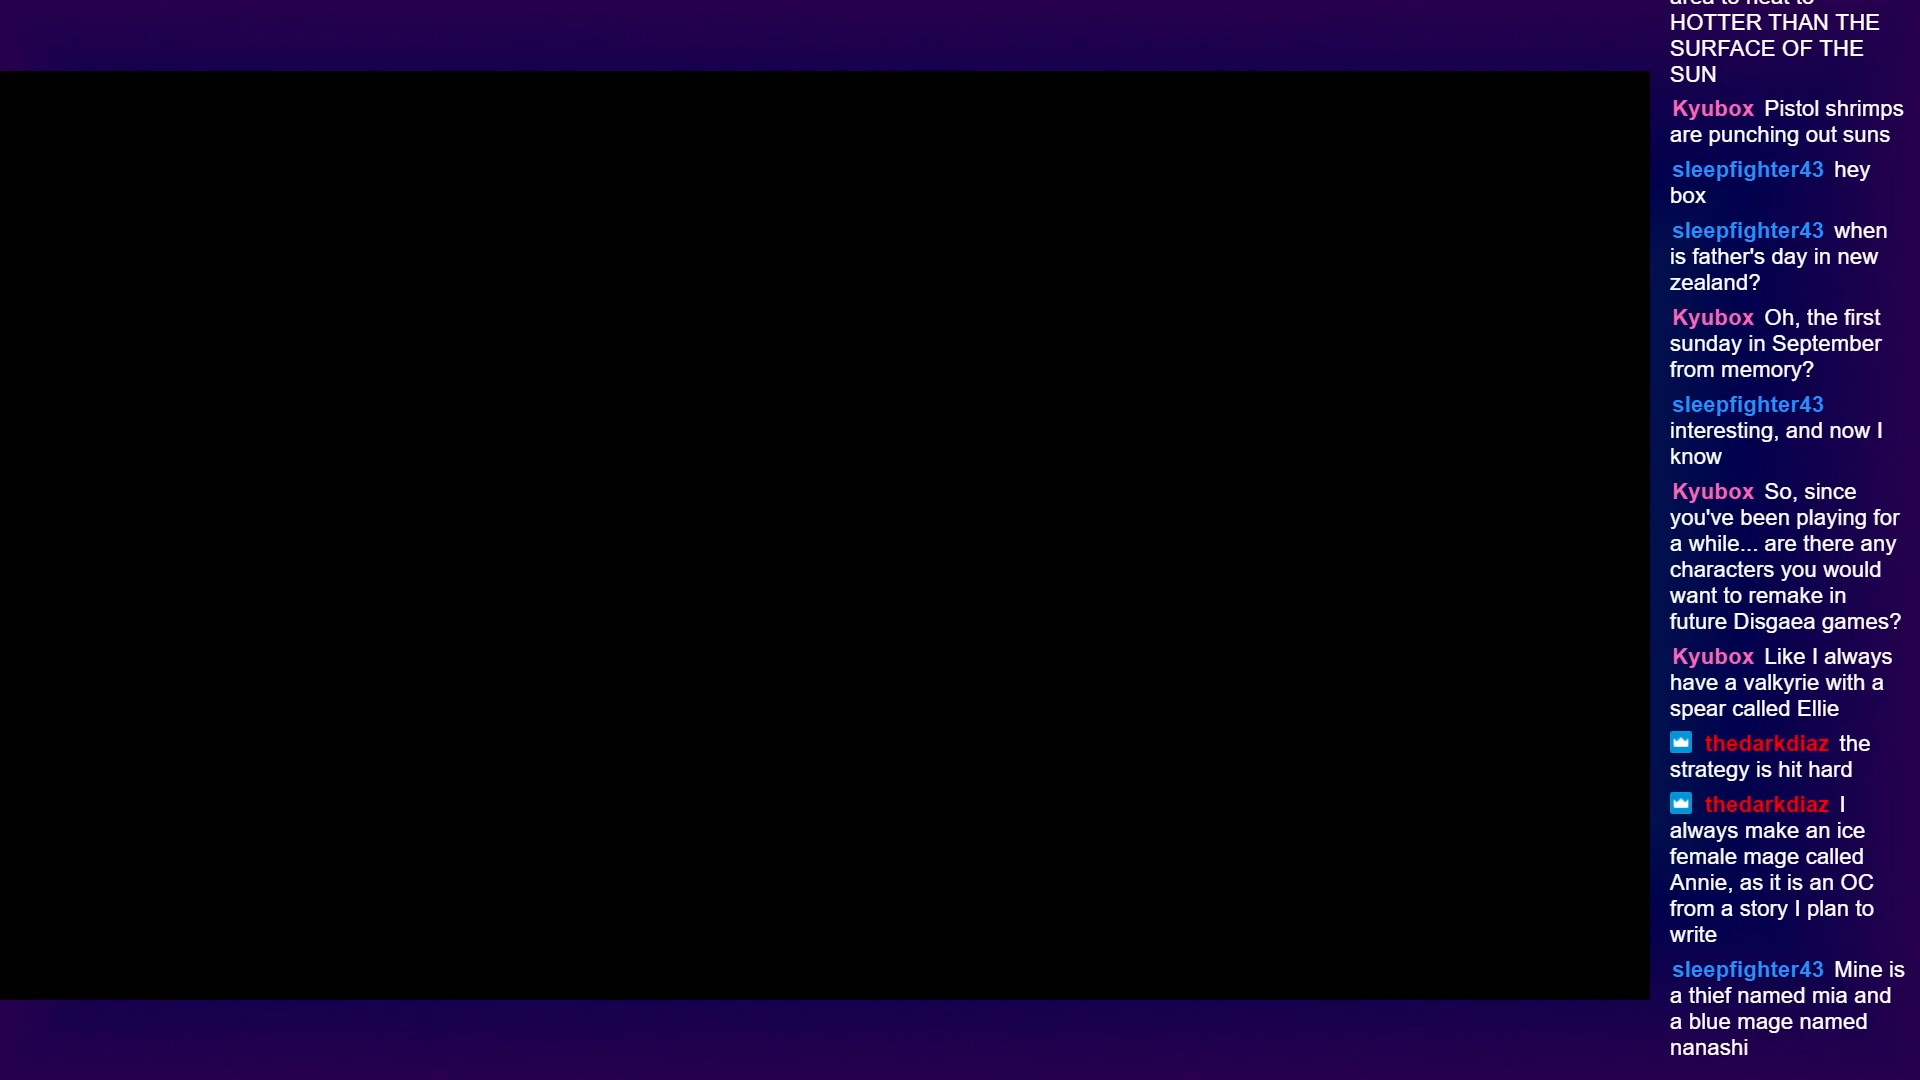 area to heat to
HOTTER THAN THE
SURFACE OF THE
SUN
Kyubox Pistol shrimps
are punching out suns
sleepfighter43 hey
box
sleepfighter43 when
is father's day in new
zealand?
Kyubox Oh, the first
sunday in September
from memory?
sleepfighter43
interesting, and now I
know
Kyubox So, since
you've been playing for
a while... are there any
characters you would
want to remake in
future Disgaea games?
Kyubox Like I always
have a valkyrie with a
spear called Ellie
thedarkdiaz the
strategy is hit hard
thedarkdiaz I
always make an ice
female mage called
Annie, as it is an OC
from a story I plan to
write
sleepfighter43 Mine is
a thief named mia and
a blue mage named
nanashi